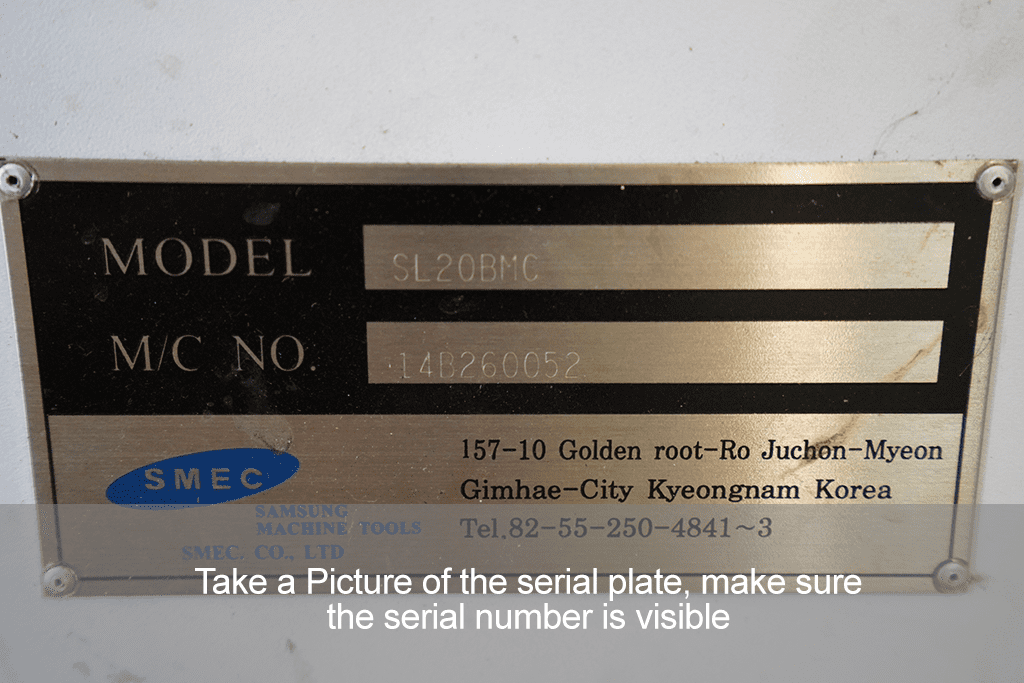 MODEL SL20BMC
M/C NO. 14B260052
SMEC
SAMSUNG
MACHINE TOOLS
SMEC. CO., LTD
157-10 Golden root-Ro Juchon-Myeon
Gimhae-City Kyeongnam Korea
Tel.82-55-250-4841~3
Take a Picture of the serial plate, make sure
the serial number is visible